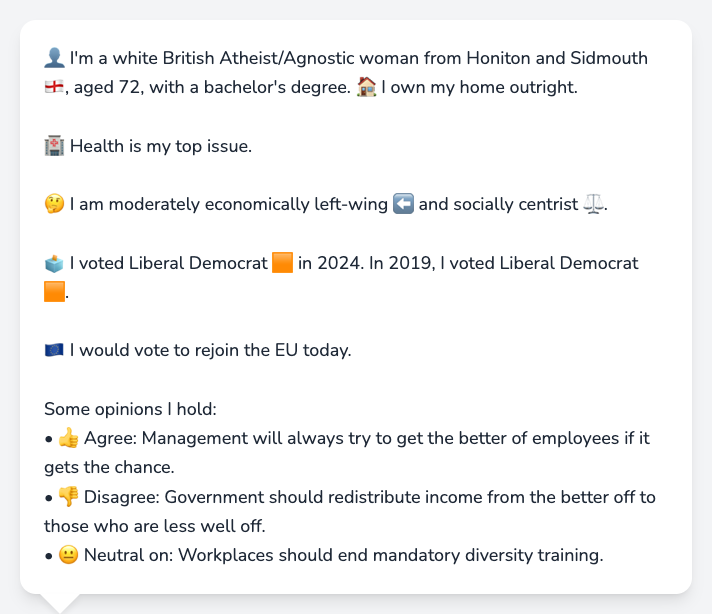 👤 I'm a white British Atheist/Agnostic woman from Honiton and Sidmouth
🏴󠁧󠁢󠁥󠁮󠁧󠁿, aged 72, with a bachelor's degree. 🏠 I own my home outright.
🏥 Health is my top issue.
🤔 I am moderately economically left-wing ⬅️ and socially centrist ⚖️.
🗳️ I voted Liberal Democrat 🟧 in 2024. In 2019, I voted Liberal Democrat
🟧.
🇪🇺 I would vote to rejoin the EU today.
Some opinions I hold:
• 👍 Agree: Management will always try to get the better of employees if it
gets the chance.
• 👎 Disagree: Government should redistribute income from the better off to
those who are less well off.
• 😐 Neutral on: Workplaces should end mandatory diversity training.